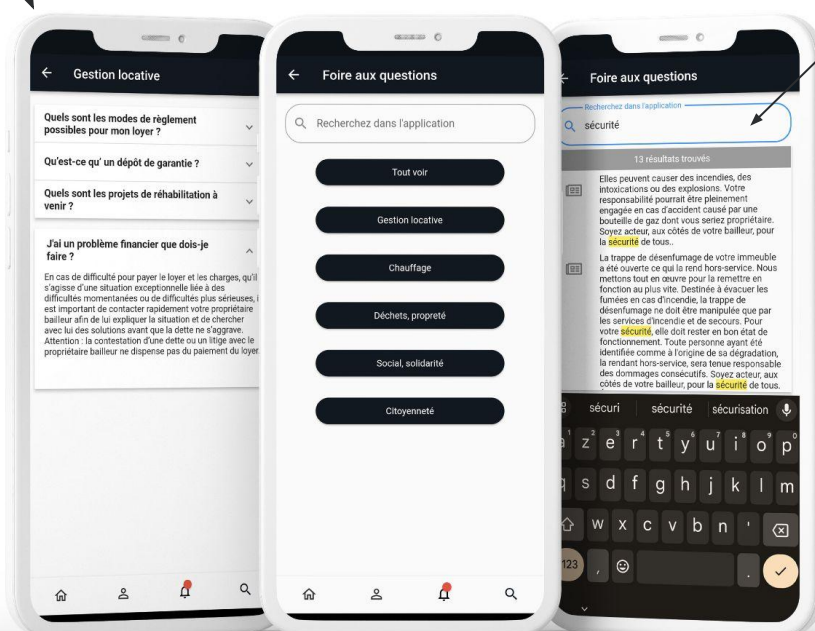 Gestion locative
Quels sont les modes de règlement
possibles pour mon loyer ?
Qu'est-ce qu' un dépôt de garantie ?
Quels sont les projets de réhabilitation à
venir ?
J'ai un problème financier que dois-je
faire ?
En cas de difficulté pour payer le loyer et les charges, qu'il
s'agisse d'une situation exceptionnelle liée à des
difficultés momentanées ou de difficultés plus sérieuses, i
est important de contacter rapidement votre propriétaire
bailleur afin de lui expliquer la situation et de chercher
avec lui des solutions avant que la dette ne s'aggrave.
Attention : la contestation d'une dette ou un litige avec le
propriétaire bailleur ne dispense pas du paiement du loyer
Foire aux questions
Recherchez dans l'application
Tout voir
Gestion locative
Chauffage
Déchets, propreté
Social, solidarité
Citoyenneté
Foire aux questions
Recherchez dans l'application
sécurité
13 résultats trouvés
Elles peuvent causer des incendies, des
intoxications ou des explosions. Votre
responsabilité pourrait être pleinement
engagée en cas d'accident causé par une
bouteille de gaz dont vous seriez propriétaire.
Soyez acteur, aux côtés de votre bailleur, pour
la sécurité de tous..
La trappe de désenfumage de votre immeuble
a été ouverte ce qui la rend hors-service. Nous
mettons tout en œuvre pour la remettre en
fonction au plus vite. Destinée à évacuer les
fumées en cas d'incendie, la trappe de
désenfumage ne doit être manipulée que par
les services d'incendie et de secours. Pour
votre sécurité, elle doit rester en bon état de
fonctionnement. Toute personne ayant été
identifiée comme à l'origine de sa dégradation,
la rendant hors-service, sera tenue responsable
des dommages consécutifs. Soyez acteur, aux
côtés de votre bailleur, pour la sécurité de tous.
sécuri sécurité sécurisation
a 1 z 2 e 3 r 4 t 5 y 6 u 7 i 8 o 9 p 0
q s d f g h j k l m
w x c v b n '
123 , .